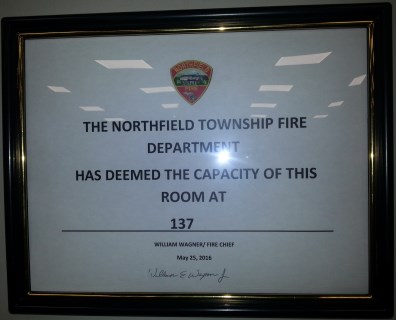 THE NORTHFIELD TOWNSHIP FIRE
DEPARTMENT
HAS DEEMED THE CAPACITY OF THIS
ROOM AT
137
WILLIAM WAGNER/ FIRE CHIEF
May 25, 2016